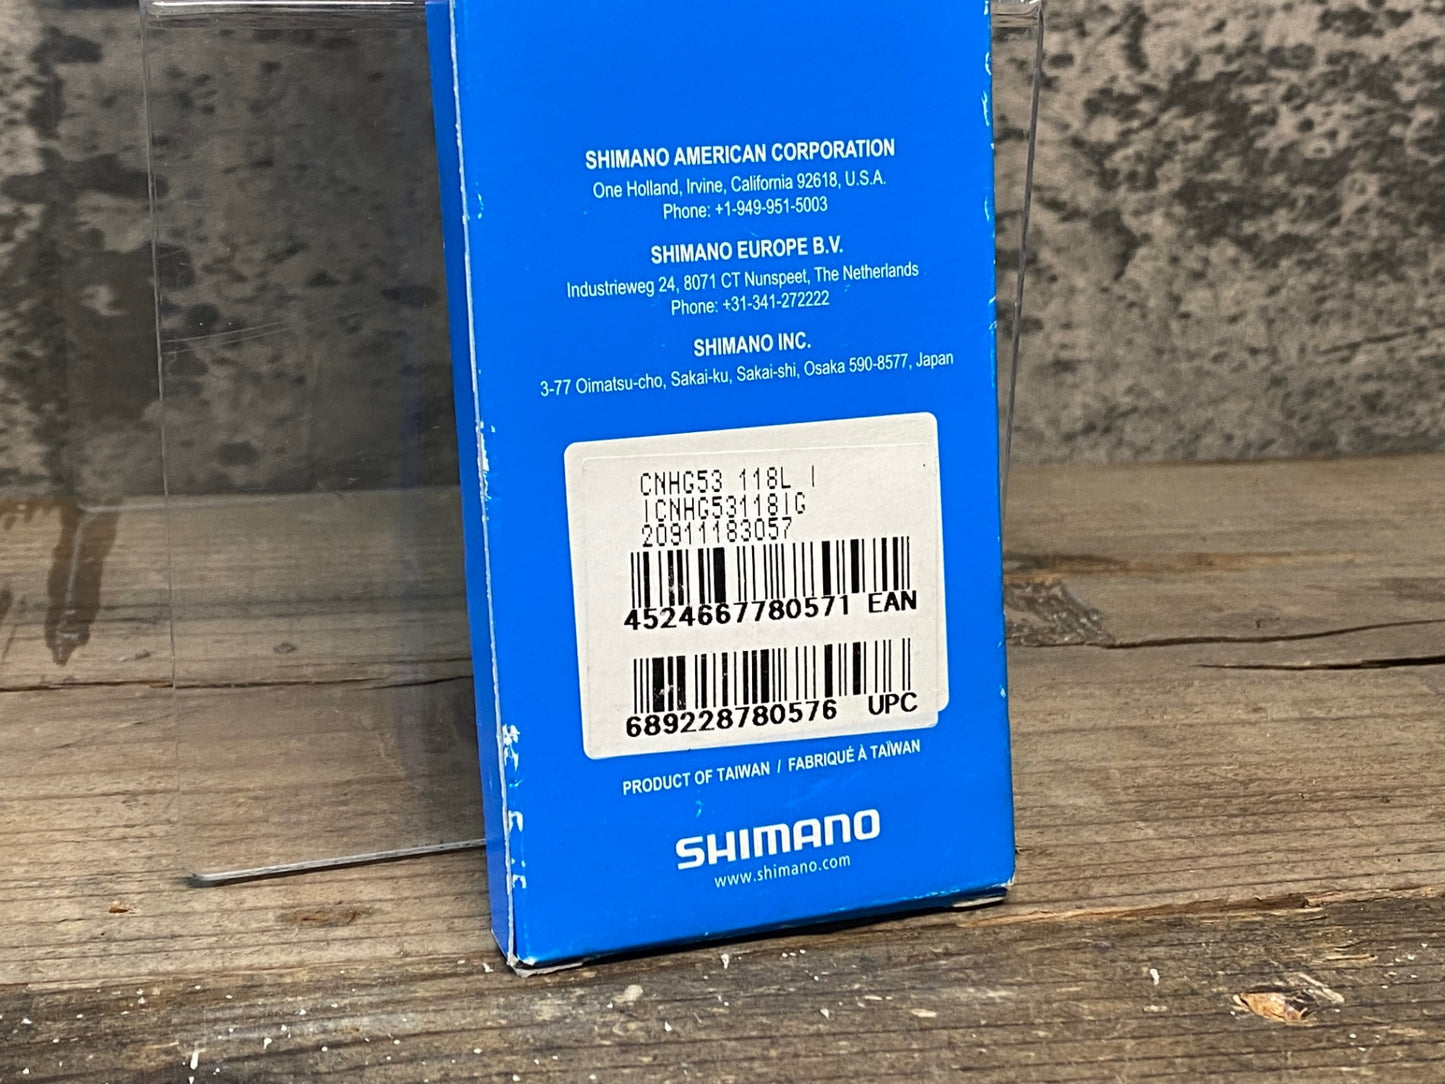 SHIMANO AMERICAN CORPORATION
One Holland, Irvine, California 92618, U.S.A.
Phone: +1-949-951-5003
SHIMANO EUROPE B.V.
Industrieweg 24, 8071 CT Nunspeet, The Netherlands
Phone: +31-341-272222
SHIMANO INC.
3-77 Oimatsu-cho, Sakai-ku, Sakai-shi, Osaka 590-8577, Japan
CNHG53 118L I
ICNHG53118IG
20911183057
4524667780571 EAN
689228780576 UPC
PRODUCT OF TAIWAN / FABRIQUÉ À TAÏWAN
SHIMANO
www.shimano.com